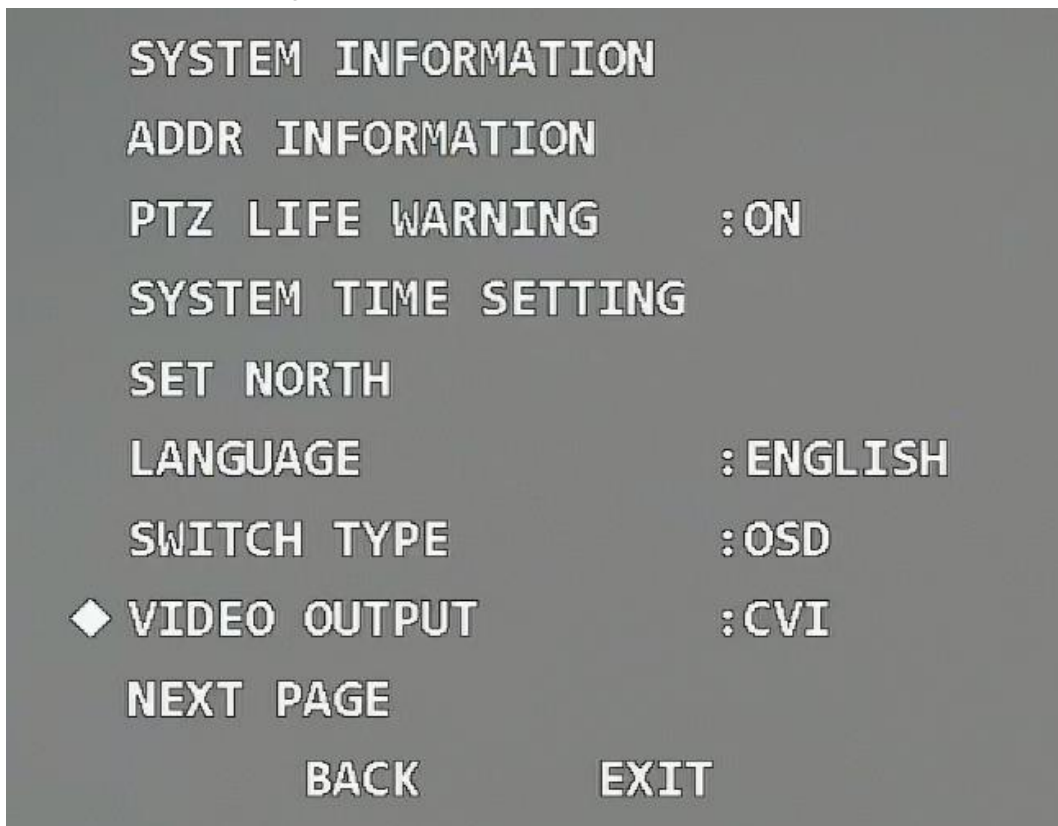 SYSTEM INFORMATION
ADDR INFORMATION
PTZ LIFE WARNING :ON
SYSTEM TIME SETTING
SET NORTH
LANGUAGE :ENGLISH
SWITCH TYPE :OSD
VIDEO OUTPUT :CVI
NEXT PAGE
BACK EXIT